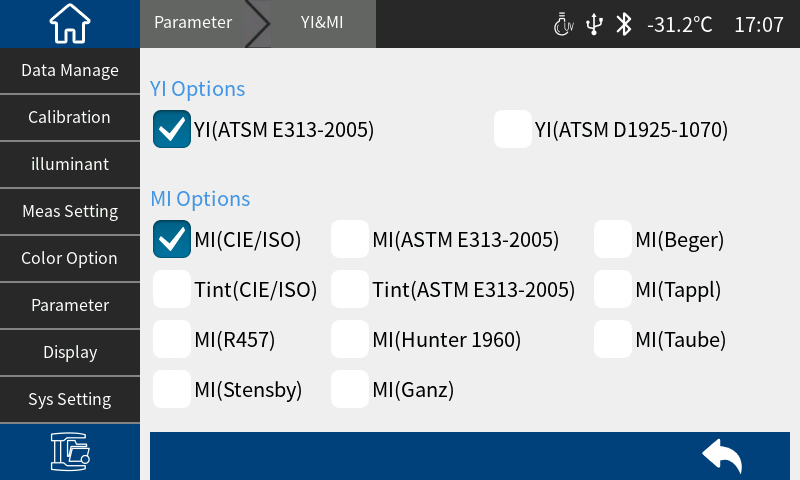 Parameter YI&MI UV -31.2°C 17:07
Data Manage
Calibration
illuminant
Meas Setting
Color Option
Parameter
Display
Sys Setting
YI Options
YI(ATSM E313-2005) YI(ATSM D1925-1070)
MI Options
MI(CIE/ISO) MI(ASTM E313-2005) MI(Beger)
Tint(CIE/ISO) Tint(ASTM E313-2005) MI(Tappl)
MI(R457) MI(Hunter 1960) MI(Taube)
MI(Stensby) MI(Ganz)